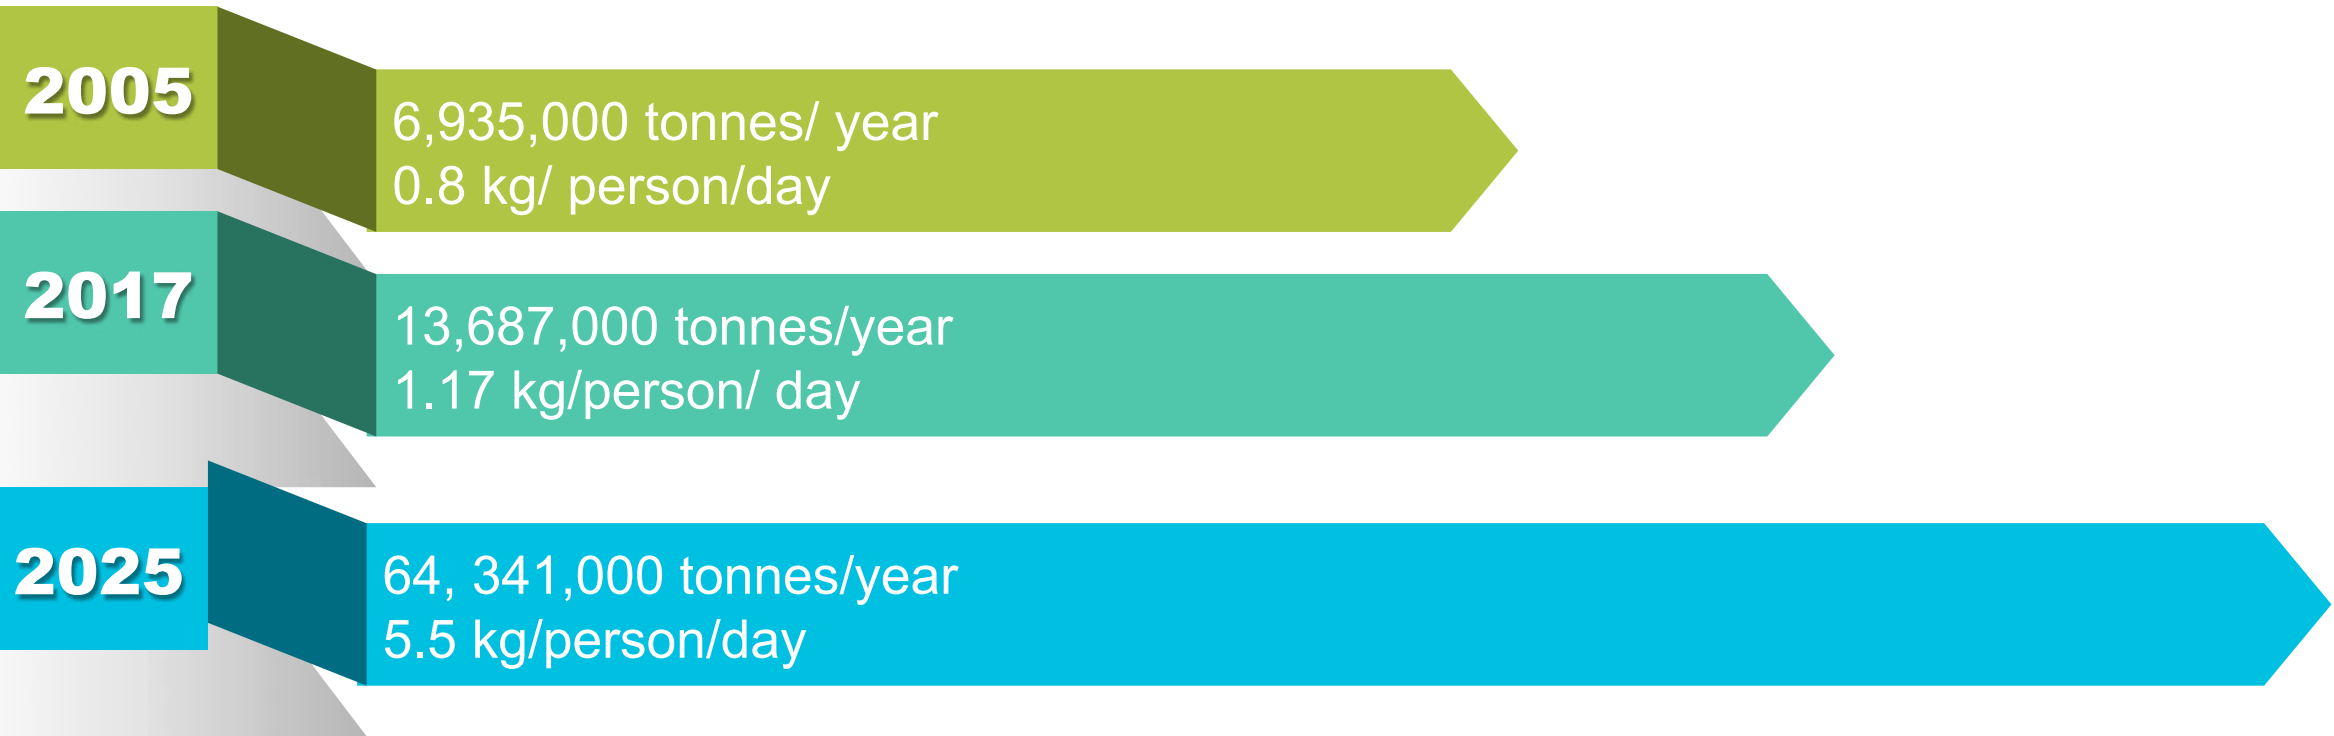 2005
6,935,000 tonnes/ year
0.8 kg/ person/day
2017
13,687,000 tonnes/year
1.17 kg/person/ day
2025
64, 341,000 tonnes/year
5.5 kg/person/day